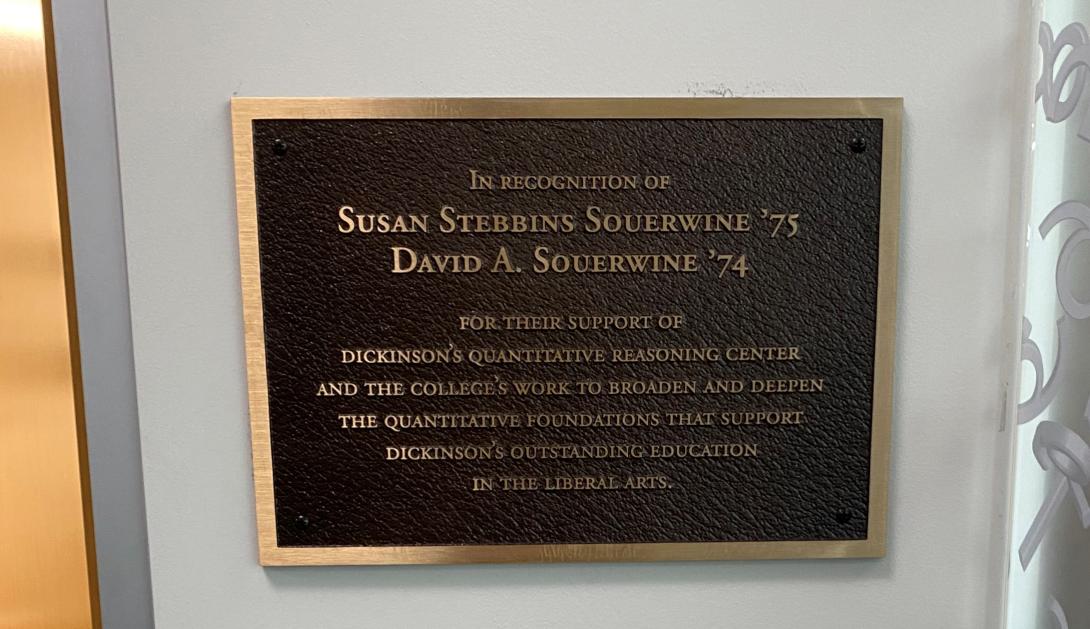 In recognition of
Susan Stebbins Souerwine ’75
David A. Souerwine ’74
for their support of
Dickinson’s Quantitative Reasoning Center
and the College’s work to broaden and deepen
the quantitative foundations that support
Dickinson’s outstanding education
in the liberal arts.